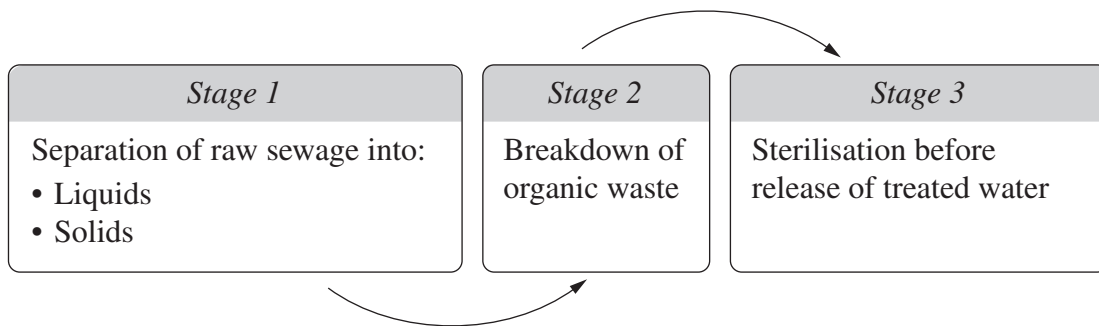 Stage 1
Separation of raw sewage into:
• Liquids
• Solids
Stage 2
Breakdown of
organic waste
Stage 3
Sterilisation before
release of treated water